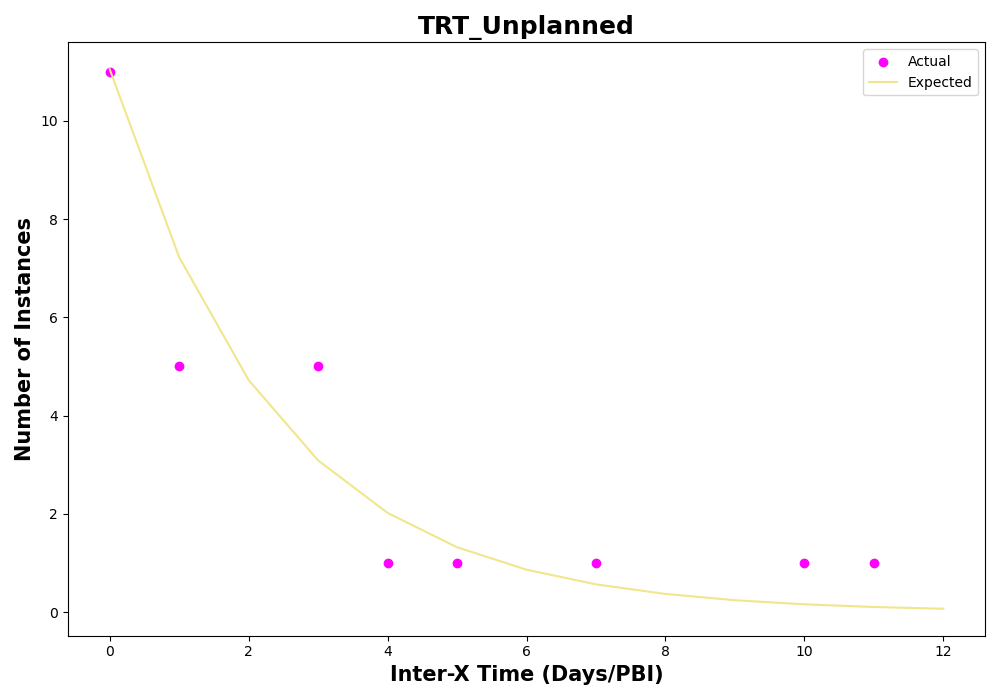 TRT_Unplanned
Actual
Expected
Number of Instances
10
8
6
4
2
0
0 2 4 6 8 10 12
Inter-X Time (Days/PBI)